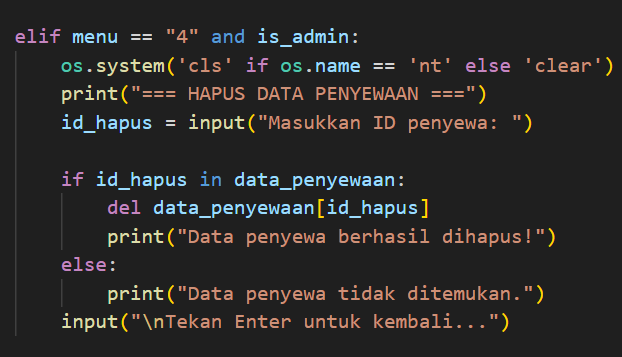 elif menu == "4" and is_admin:
    os.system('cls' if os.name == 'nt' else 'clear')
    print("=== HAPUS DATA PENYEWAAN ===")
    id_hapus = input("Masukkan ID penyewa: ")

    if id_hapus in data_penyewaan:
        del data_penyewaan[id_hapus]
        print("Data penyewa berhasil dihapus!")
    else:
        print("Data penyewa tidak ditemukan.")
    input("\nTekan Enter untuk kembali...")